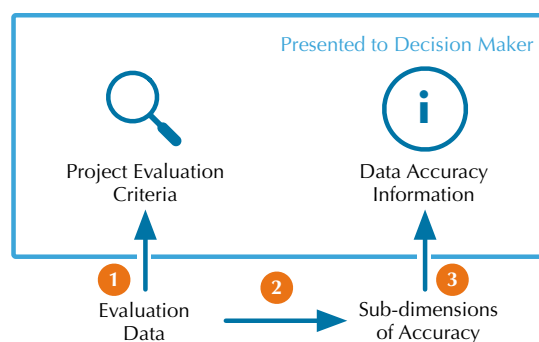 Presented to Decision Maker
i
Project Evaluation
Criteria
Data Accuracy
Information
1
2
3
Evaluation
Data
Sub-dimensions
of Accuracy